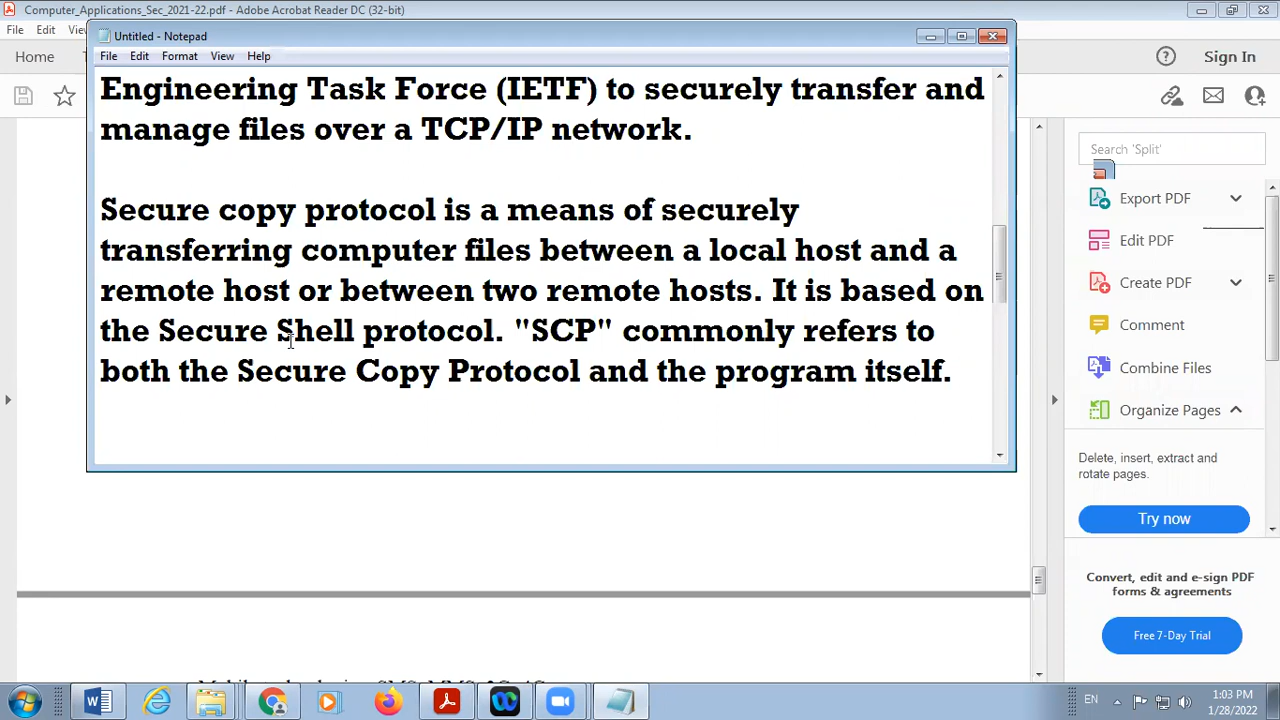 Computer_Applications_Sec_2021-22.pdf - Adobe Acrobat Reader DC (32-bit)
File Edit
Untitled - Notepad
File Edit Format View Help
Home
Sign In
Engineering Task Force (IETF) to securely transfer and
manage files over a TCP/IP network.
Secure copy protocol is a means of securely
transferring computer files between a local host and a
remote host or between two remote hosts. It is based on
the Secure Shell protocol. "SCP" commonly refers to
both the Secure Copy Protocol and the program itself.
Search 'Split'
Export PDF
Edit PDF
Create PDF
Comment
Combine Files
Organize Pages
Delete, insert, extract and
rotate pages.
Try now
Convert, edit and e-sign PDF
forms & agreements
Free 7-Day Trial
EN
1:03 PM
1/28/2022